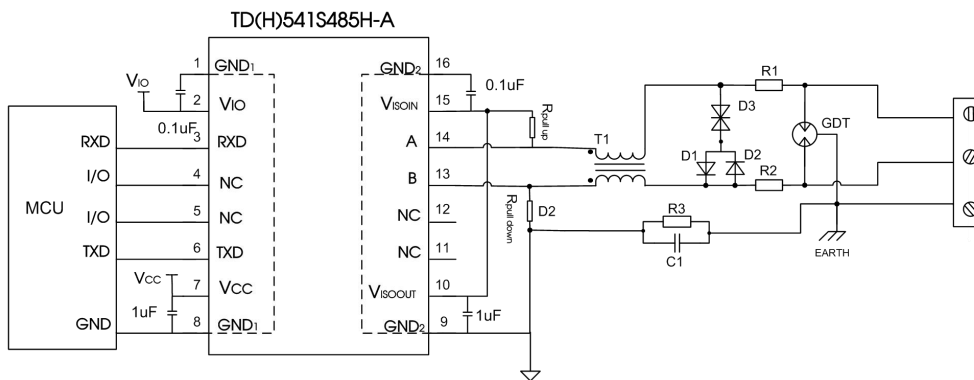 TD(H)541S485H-A
1 GND1
GND2 16
VIO
0.1uF
0.1uF
2 VIO
VISOIN 15
Rpull up
R1
D3
GDT
RXD
3 RXD
A 14
T1
D1
D2
I/O
4 NC
B 13
R2
MCU
Rpull down
D2
I/O
5 NC
NC 12
R3
TXD
6 TXD
NC 11
C1
EARTH
VCC
7 VCC
VISOOUT 10
1uF
1uF
GND
8 GND1
GND2 9